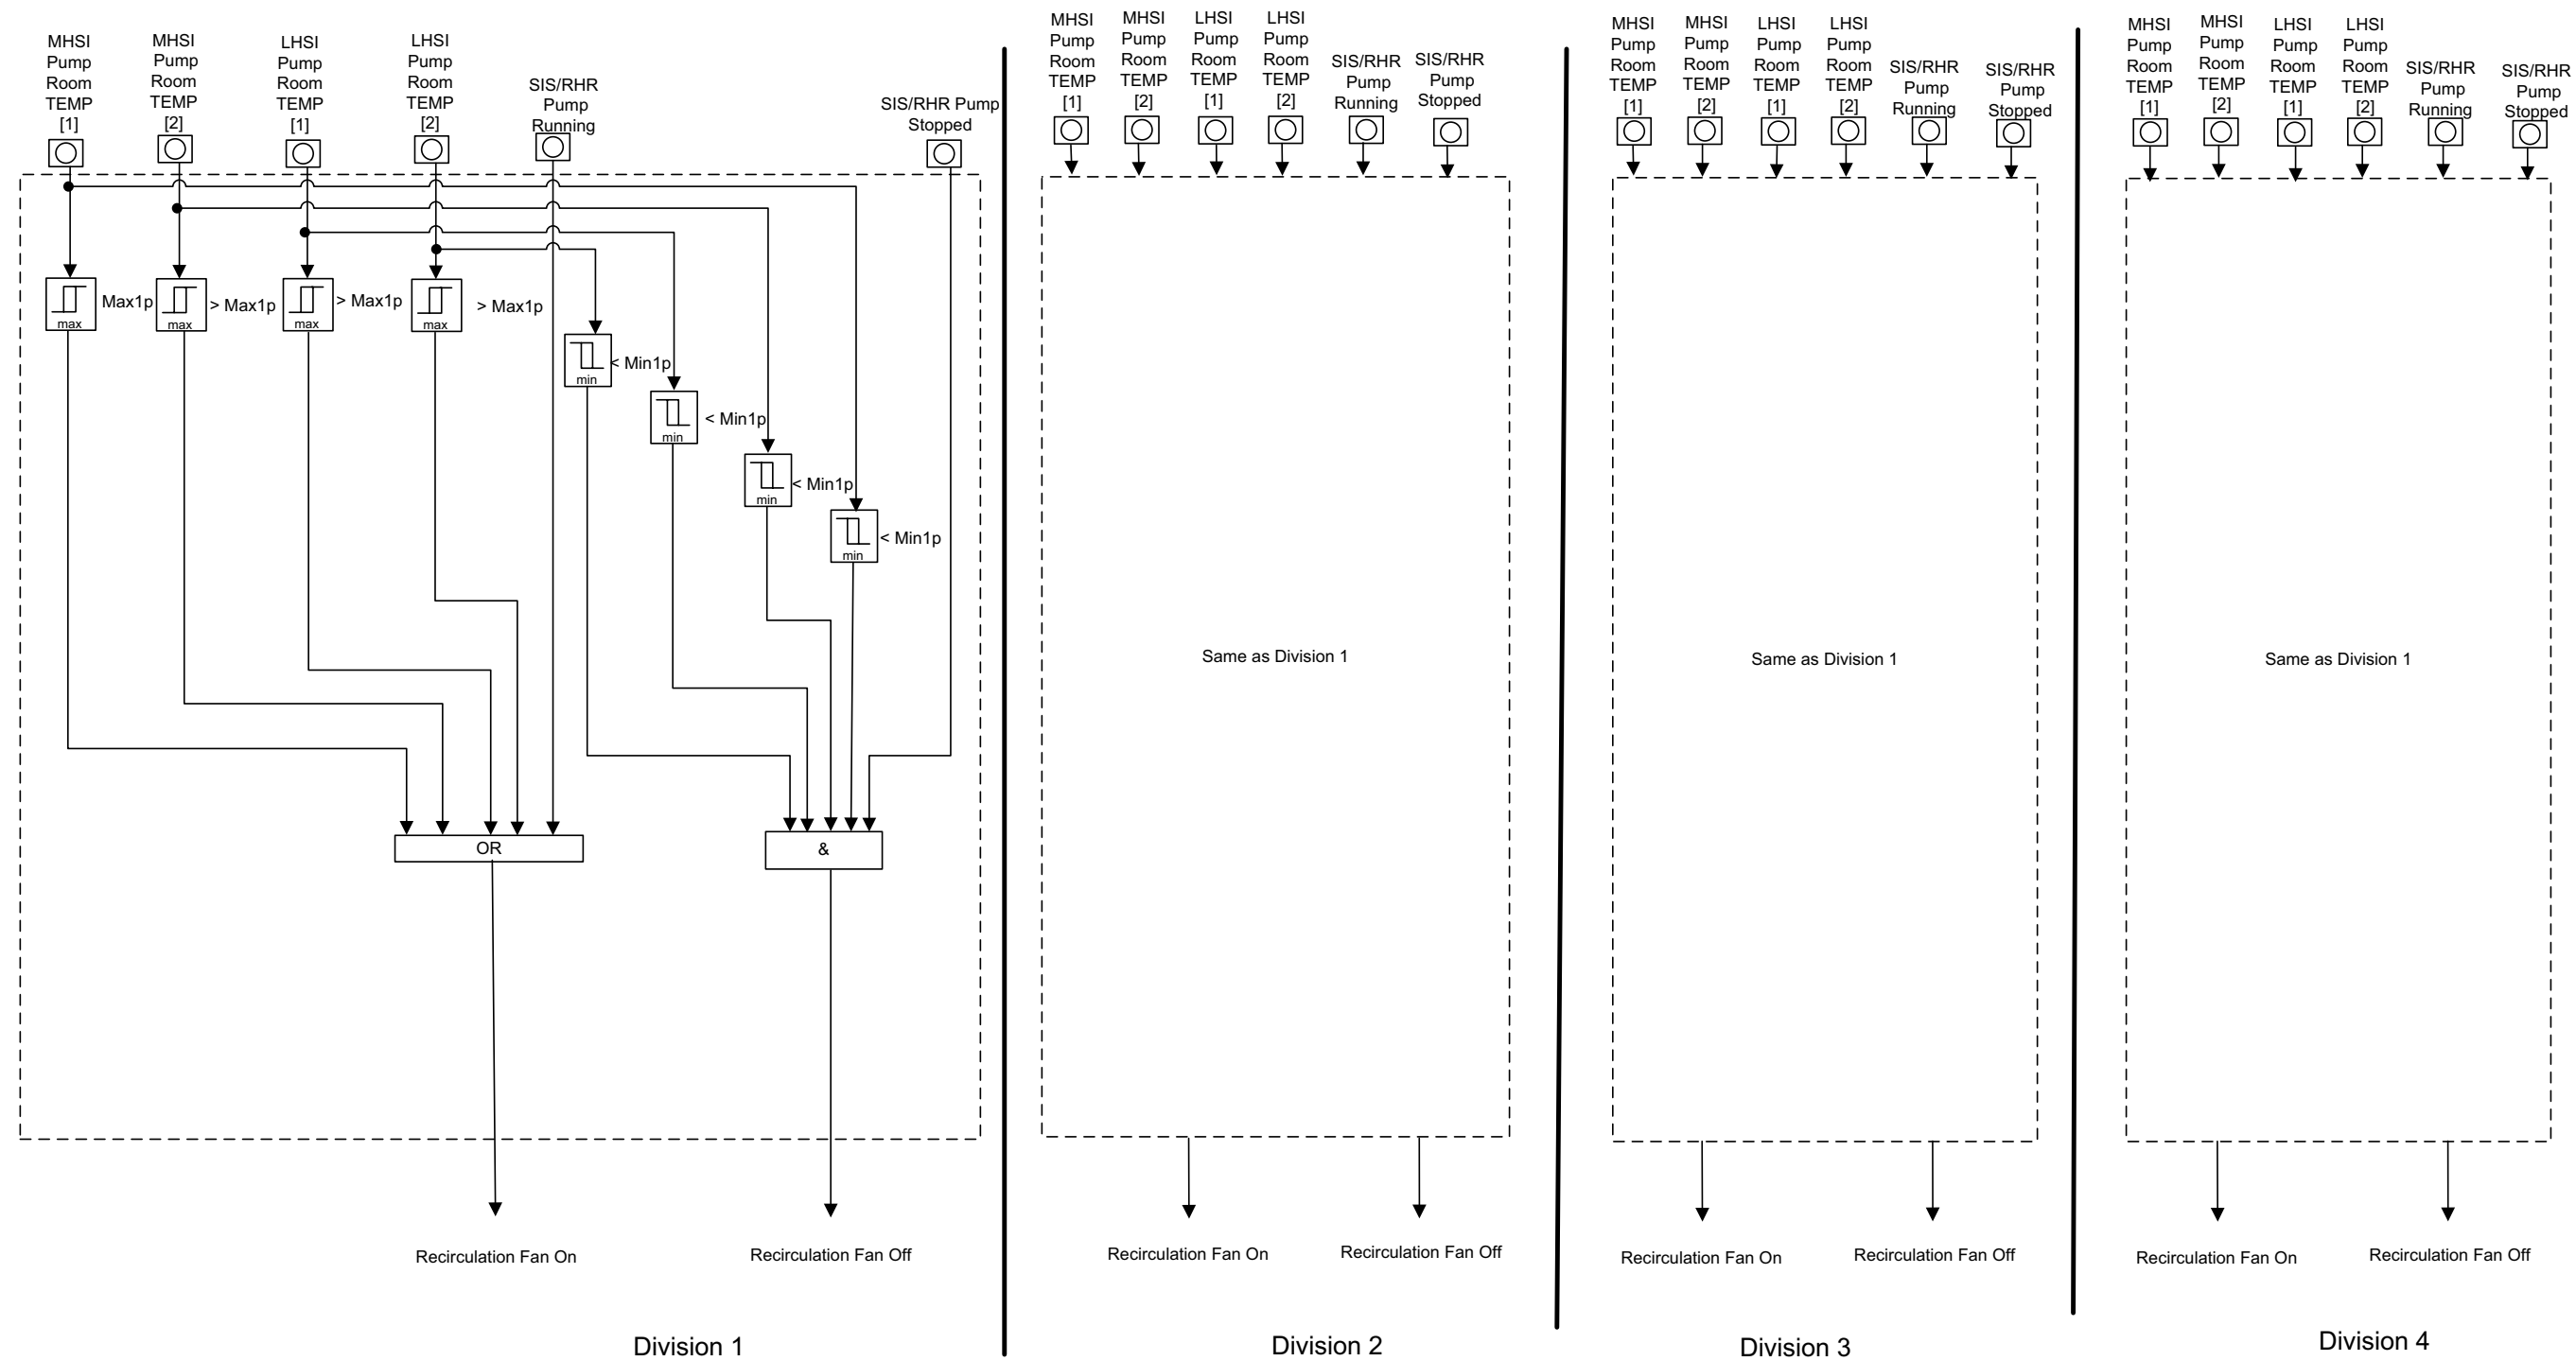 MHSI
Pump
Room
TEMP
[1]
MHSI
Pump
Room
TEMP
[2]
LHSI
Pump
Room
TEMP
[1]
LHSI
Pump
Room
TEMP
[2]
SIS/RHR
Pump
Running
SIS/RHR Pump
Stopped
MHSI
Pump
Room
TEMP
[1]
MHSI
Pump
Room
TEMP
[2]
LHSI
Pump
Room
TEMP
[1]
LHSI
Pump
Room
TEMP
[2]
SIS/RHR
Pump
Running
SIS/RHR
Pump
Stopped
MHSI
Pump
Room
TEMP
[1]
MHSI
Pump
Room
TEMP
[2]
LHSI
Pump
Room
TEMP
[1]
LHSI
Pump
Room
TEMP
[2]
SIS/RHR
Pump
Running
SIS/RHR
Pump
Stopped
MHSI
Pump
Room
TEMP
[1]
MHSI
Pump
Room
TEMP
[2]
LHSI
Pump
Room
TEMP
[1]
LHSI
Pump
Room
TEMP
[2]
SIS/RHR
Pump
Running
SIS/RHR
Pump
Stopped
max
Max1p
max
> Max1p
max
> Max1p
max
> Max1p
min
< Min1p
min
< Min1p
min
< Min1p
min
< Min1p
OR
&
Same as Division 1
Same as Division 1
Same as Division 1
Recirculation Fan On
Recirculation Fan Off
Recirculation Fan On
Recirculation Fan Off
Recirculation Fan On
Recirculation Fan Off
Recirculation Fan On
Recirculation Fan Off
Division 1
Division 2
Division 3
Division 4